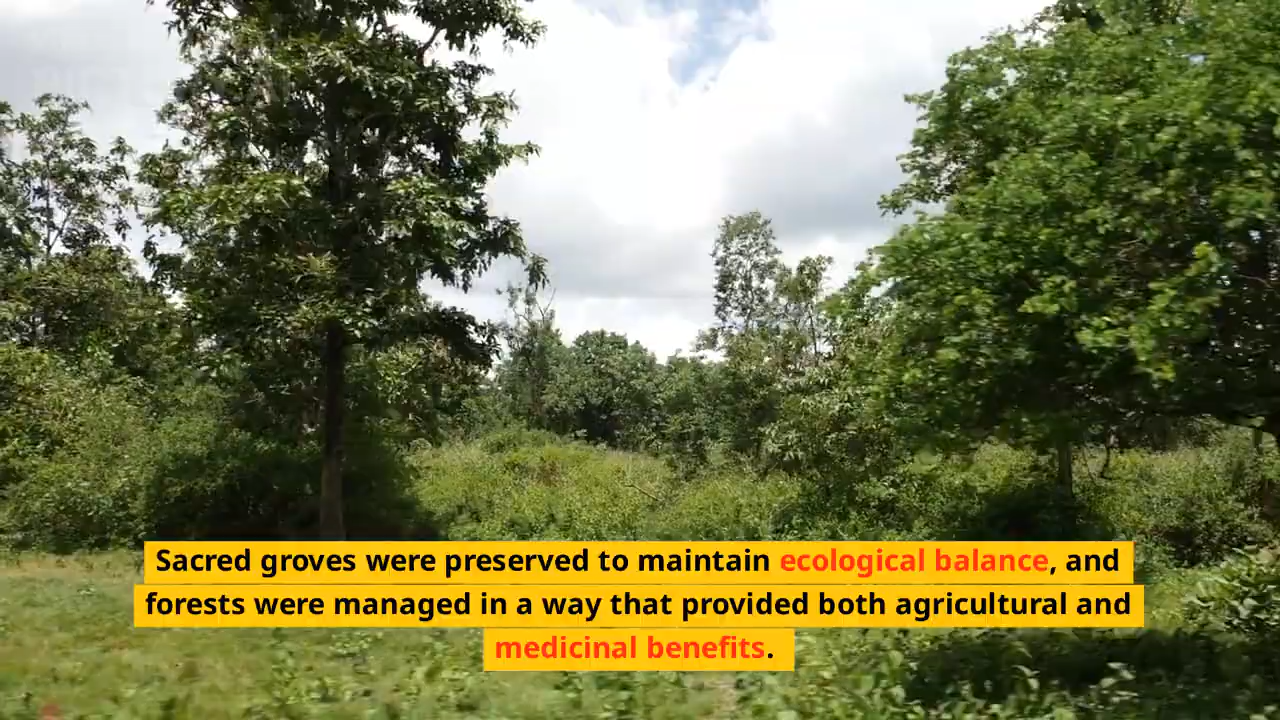 Sacred groves were preserved to maintain ecological balance, and
forests were managed in a way that provided both agricultural and
medicinal benefits.